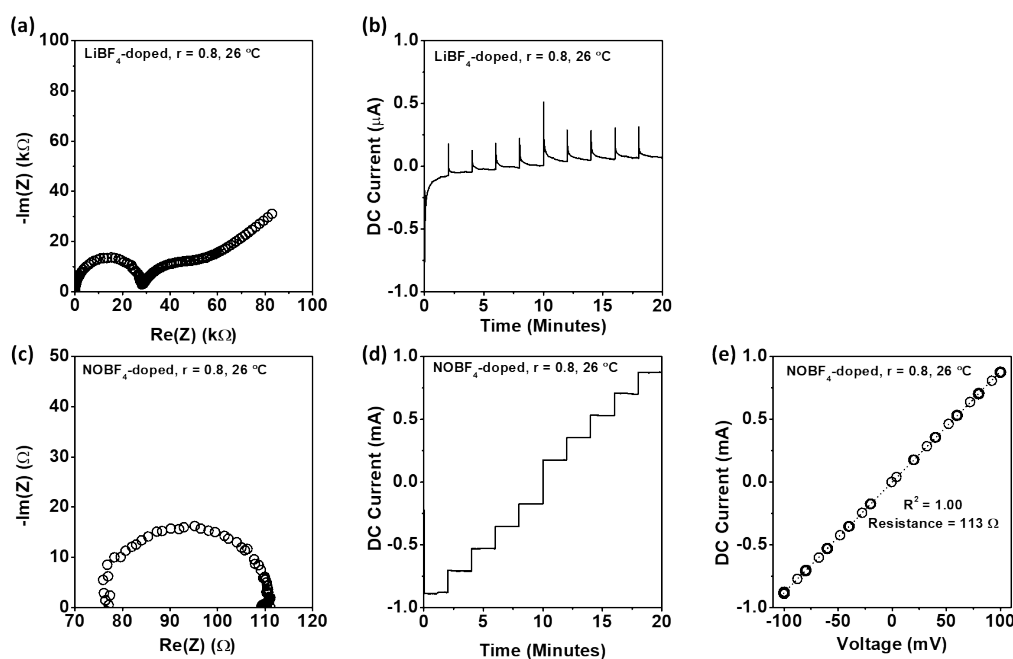 (a)
LiBF4-doped, r = 0.8, 26 °C
100
80
60
40
20
0
-Im(Z) (kΩ)
0 20 40 60 80 100
Re(Z) (kΩ)
(b)
LiBF4-doped, r = 0.8, 26 °C
1.0
0.5
0.0
-0.5
-1.0
DC Current (μA)
0 5 10 15 20
Time (Minutes)
(c)
NOBF4-doped, r = 0.8, 26 °C
50
40
30
20
10
0
-Im(Z) (Ω)
70 80 90 100 110 120
Re(Z) (Ω)
(d)
NOBF4-doped, r = 0.8, 26 °C
1.0
0.5
0.0
-0.5
-1.0
DC Current (mA)
0 5 10 15 20
Time (Minutes)
(e)
NOBF4-doped, r = 0.8, 26 °C
1.0
0.5
0.0
-0.5
-1.0
DC Current (mA)
R2 = 1.00
Resistance = 113 Ω
-100 -50 0 50 100
Voltage (mV)